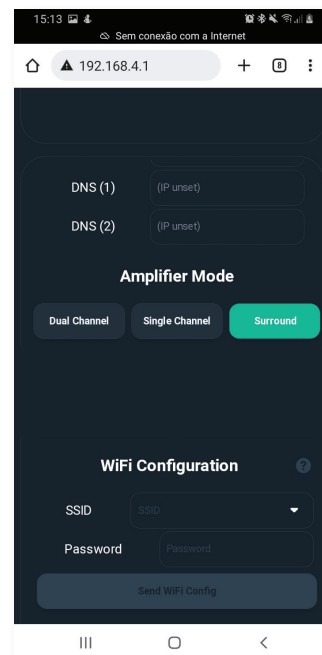 15:13
Sem conexão com a Internet
192.168.4.1
8
DNS (1) (IP unset)
DNS (2) (IP unset)
Amplifier Mode
Dual Channel Single Channel Surround
WiFi Configuration ?
SSID SSID
Password Password
Send WiFi Config